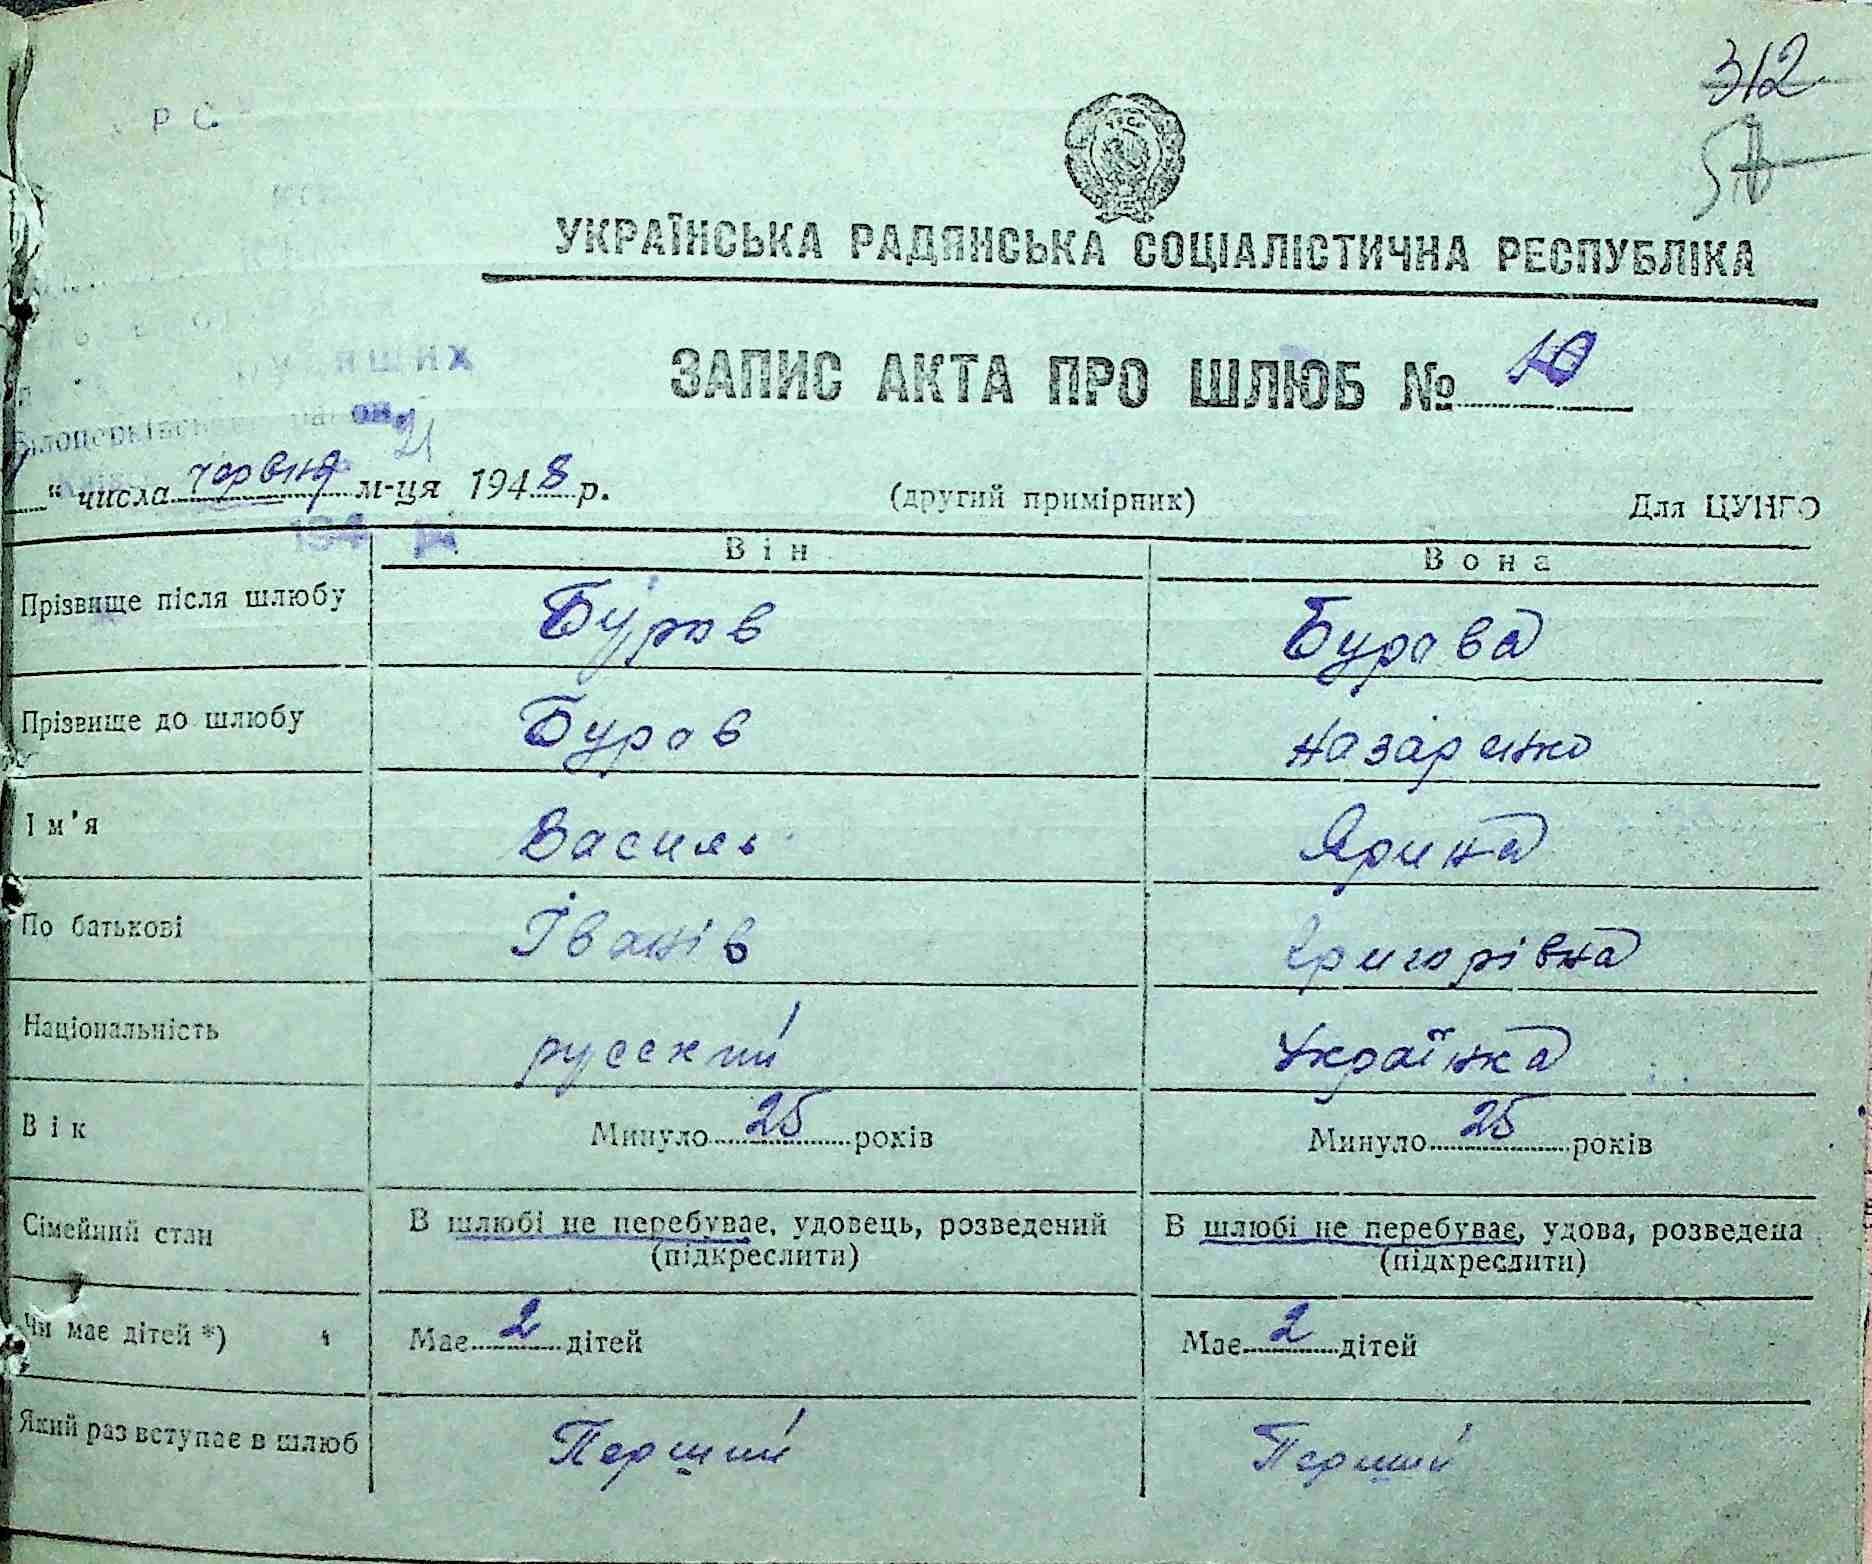 312
УКРАЇНСЬКА РАДЯНСЬКА СОЦІАЛІСТИЧНА РЕСПУБЛІКА
ЗАПИС АКТА ПРО ШЛЮБ № 10
Білоцерківського
21
" числа червня м-ця 1948 р. (другий примірник) Для ЦУНГО
194
Він Вона
Прізвище після шлюбу Буров Бурова
Прізвище до шлюбу Буров Назаренко
Ім'я Василь Ярина
По батькові Іванів Григорівна
Національність русский Українка
Вік Минуло 25 років Минуло 25 років
Сімейний стан В шлюбі не перебуває, удовець, розведений В шлюбі не перебуває, удова, розведена
(підкреслити) (підкреслити)
Чи має дітей *) Має 2 дітей Має 2 дітей
Який раз вступає в шлюб Перший Перший